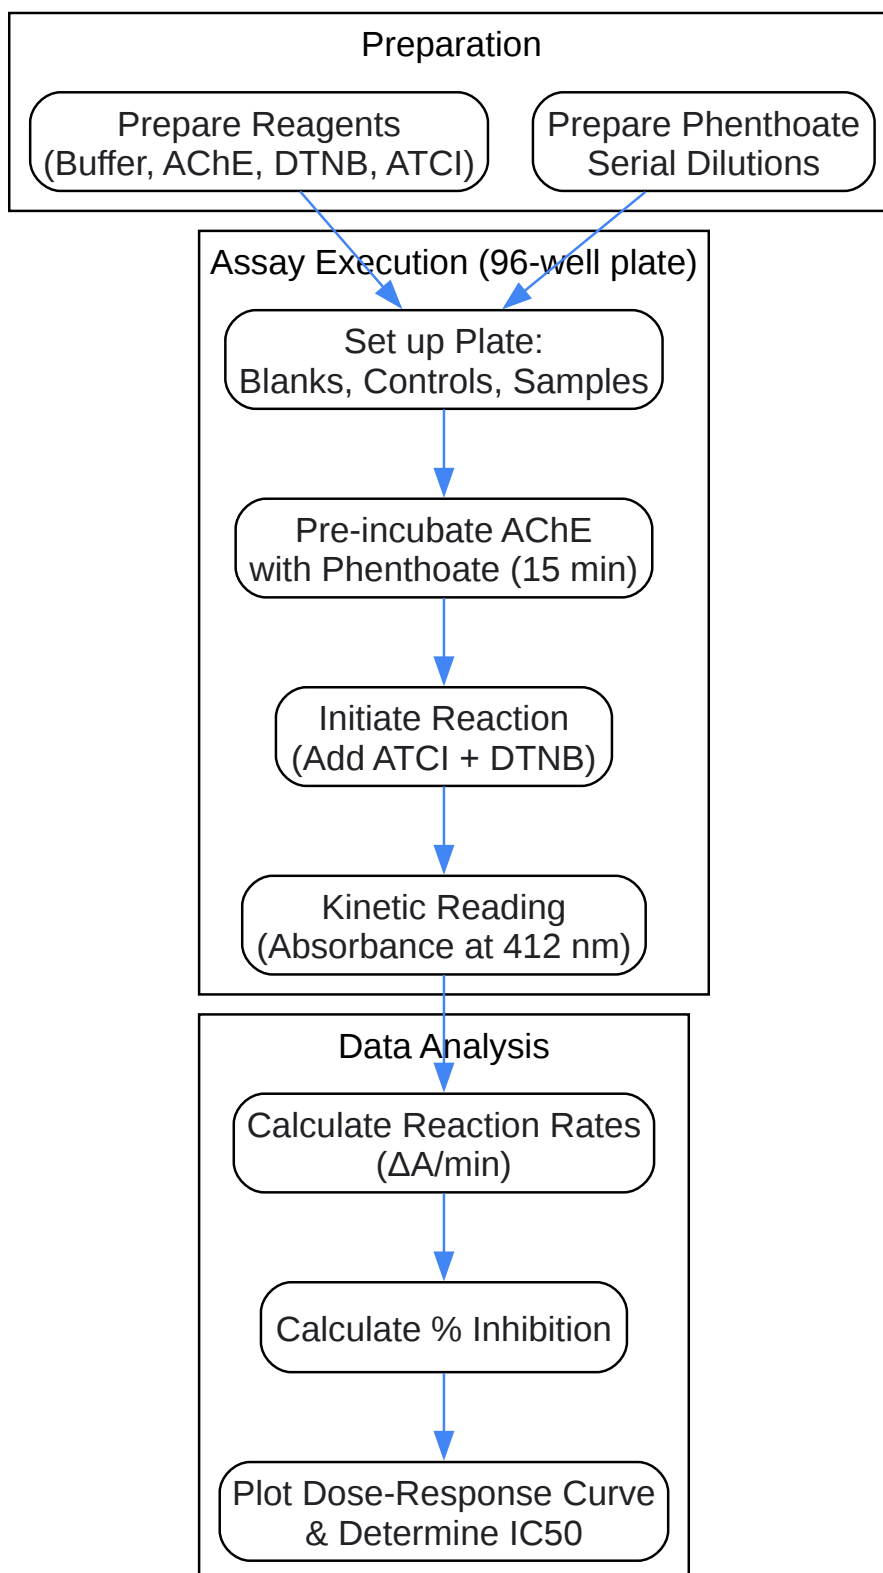 Preparation
Prepare Reagents
(Buffer, AChE, DTNB, ATCI)
Prepare Phenthoate
Serial Dilutions
Assay Execution (96-well plate)
Set up Plate:
Blanks, Controls, Samples
Pre-incubate AChE
with Phenthoate (15 min)
Initiate Reaction
(Add ATCI + DTNB)
Kinetic Reading
(Absorbance at 412 nm)
Data Analysis
Calculate Reaction Rates
(ΔA/min)
Calculate % Inhibition
Plot Dose-Response Curve
& Determine IC50